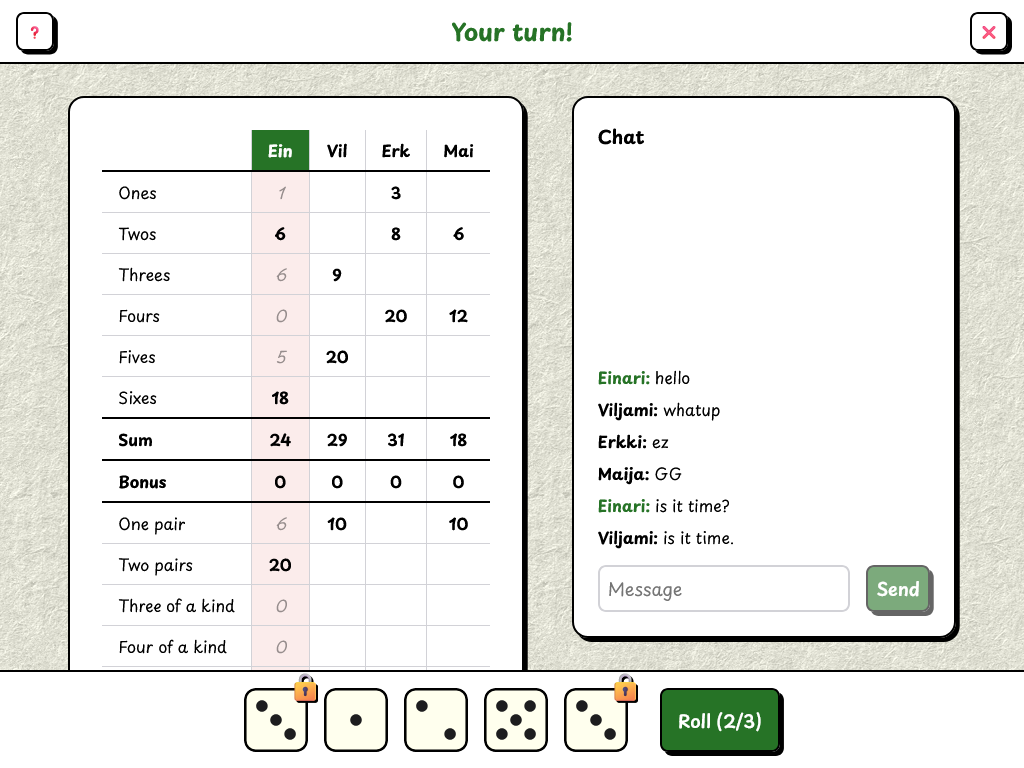 ?
Your turn!
Ein Vil Erk Mai
Ones 1 3
Twos 6 8 6
Threes 6 9
Fours 0 20 12
Fives 5 20
Sixes 18
Sum 24 29 31 18
Bonus 0 0 0 0
One pair 6 10 10
Two pairs 20
Three of a kind 0
Four of a kind 0
Chat
Einari: hello
Viljami: whatup
Erkki: ez
Maija: GG
Einari: is it time?
Viljami: is it time.
Message
Send
Roll (2/3)